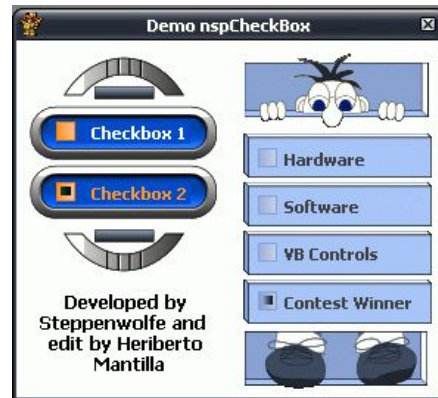 Demo nspCheckBox
Checkbox 1
Checkbox 2
Developed by
Steppenwolfe and
edit by Heriberto
Mantilla
Hardware
Software
VB Controls
Contest Winner